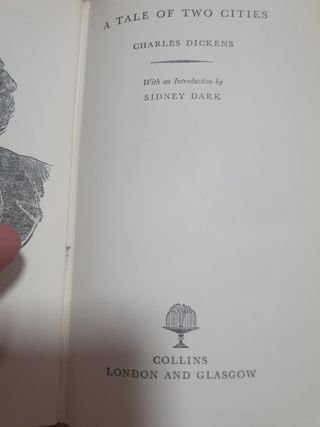 A TALE OF TWO CITIES
CHARLES DICKENS
With an Introduction by
SIDNEY DARK
COLLINS
LONDON AND GLASGOW